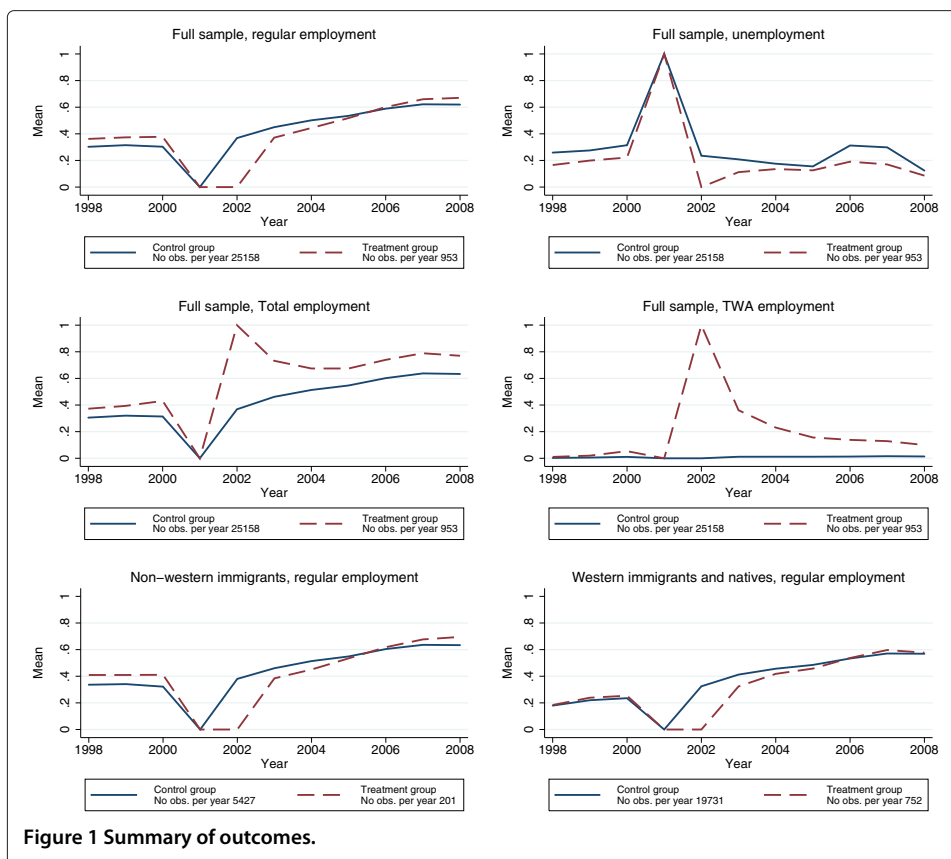 Full sample, regular employment
Mean
1
.8
.6
.4
.2
0
1998 2000 2002 2004 2006 2008
Year
Control group Treatment group
No obs. per year 25158 No obs. per year 953
Full sample, unemployment
Mean
1
.8
.6
.4
.2
0
1998 2000 2002 2004 2006 2008
Year
Control group Treatment group
No obs. per year 25158 No obs. per year 953
Full sample, Total employment
Mean
1
.8
.6
.4
.2
0
1998 2000 2002 2004 2006 2008
Year
Control group Treatment group
No obs. per year 25158 No obs. per year 953
Full sample, TWA employment
Mean
1
.8
.6
.4
.2
0
1998 2000 2002 2004 2006 2008
Year
Control group Treatment group
No obs. per year 25158 No obs. per year 953
Non−western immigrants, regular employment
Mean
1
.8
.6
.4
.2
0
1998 2000 2002 2004 2006 2008
Year
Control group Treatment group
No obs. per year 5427 No obs. per year 201
Western immigrants and natives, regular employment
Mean
1
.8
.6
.4
.2
0
1998 2000 2002 2004 2006 2008
Year
Control group Treatment group
No obs. per year 19731 No obs. per year 752
Figure 1 Summary of outcomes.